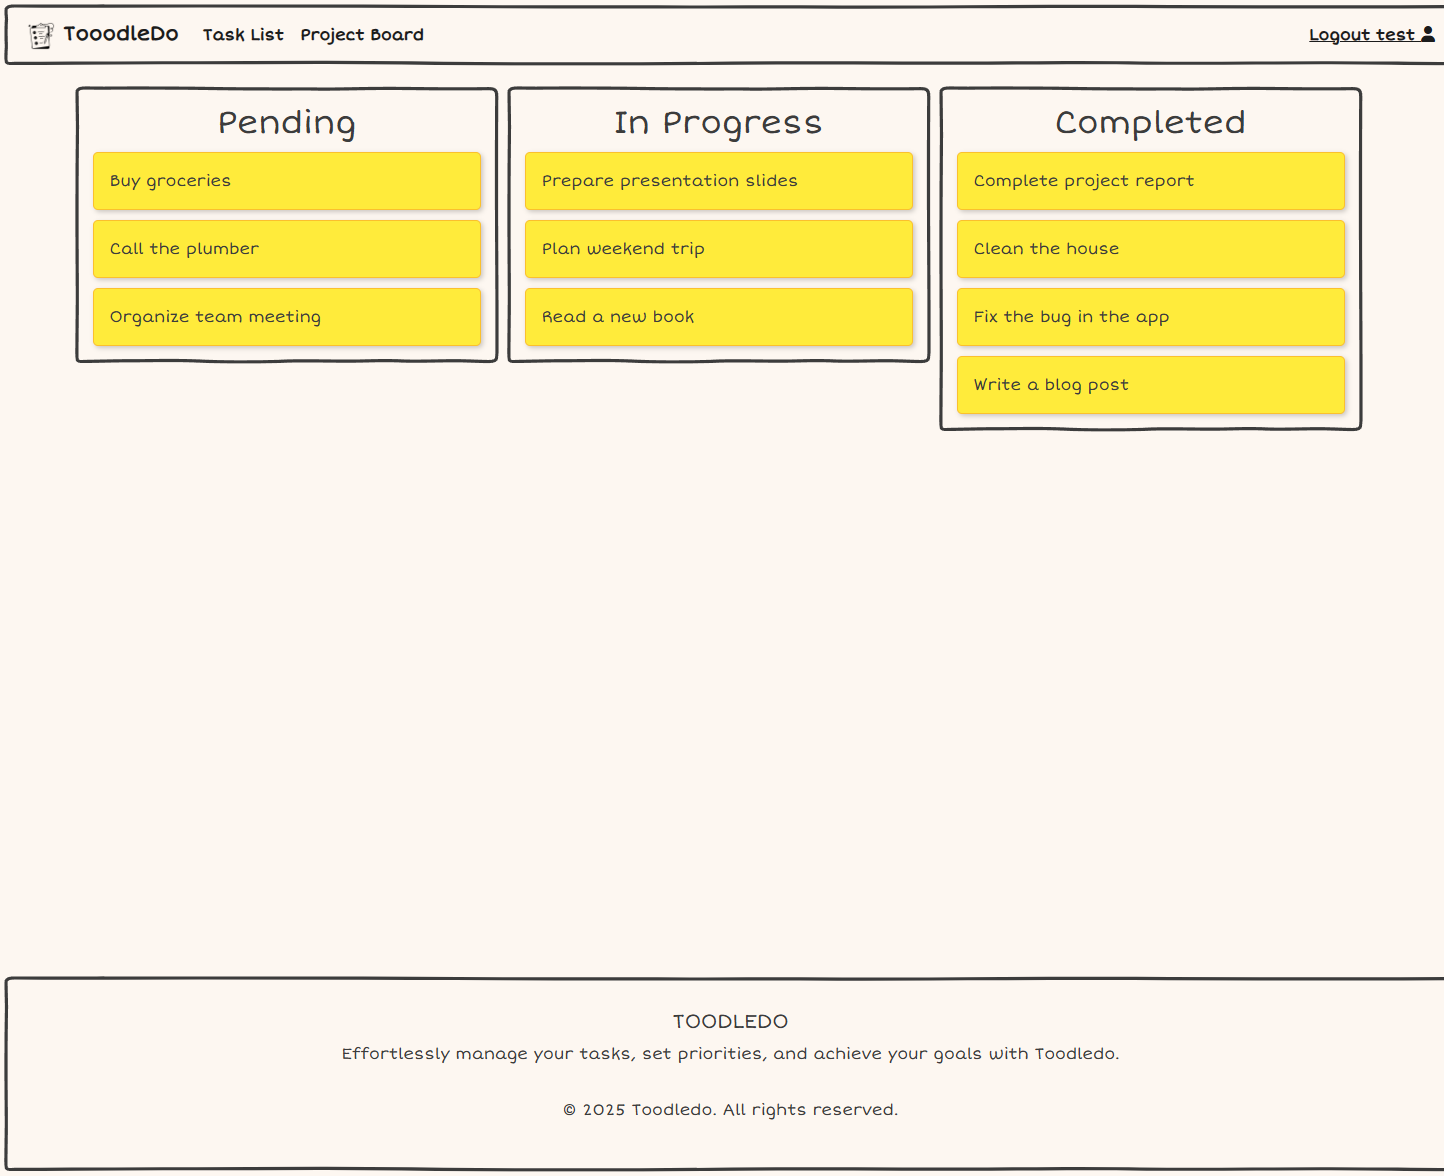 TooodleDo Task List Project Board Logout test
Pending
Buy groceries
Call the plumber
Organize team meeting
In Progress
Prepare presentation slides
Plan weekend trip
Read a new book
Completed
Complete project report
Clean the house
Fix the bug in the app
Write a blog post
TOODLEDO
Effortlessly manage your tasks, set priorities, and achieve your goals with Toodledo.
© 2025 Toodledo. All rights reserved.